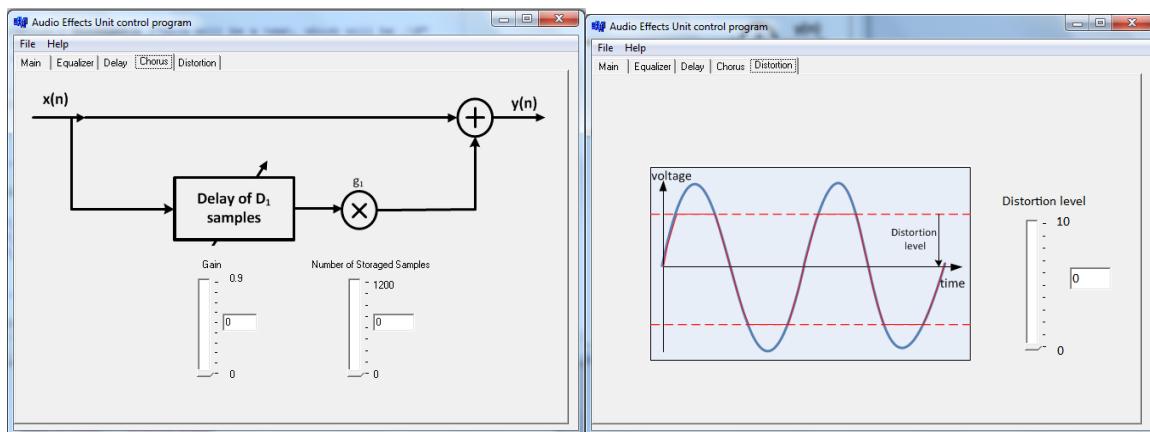 Audio Effects Unit control program
File Help
Main Equalizer Delay Chorus Distortion
x(n)
y(n)
g1
Delay of D1
samples
Gain
Number of Storaged Samples
0.9
1200
0
0
0
0
Audio Effects Unit control program
File Help
Main Equalizer Delay Chorus Distortion
voltage
Distortion
level
time
Distortion level
10
0
0